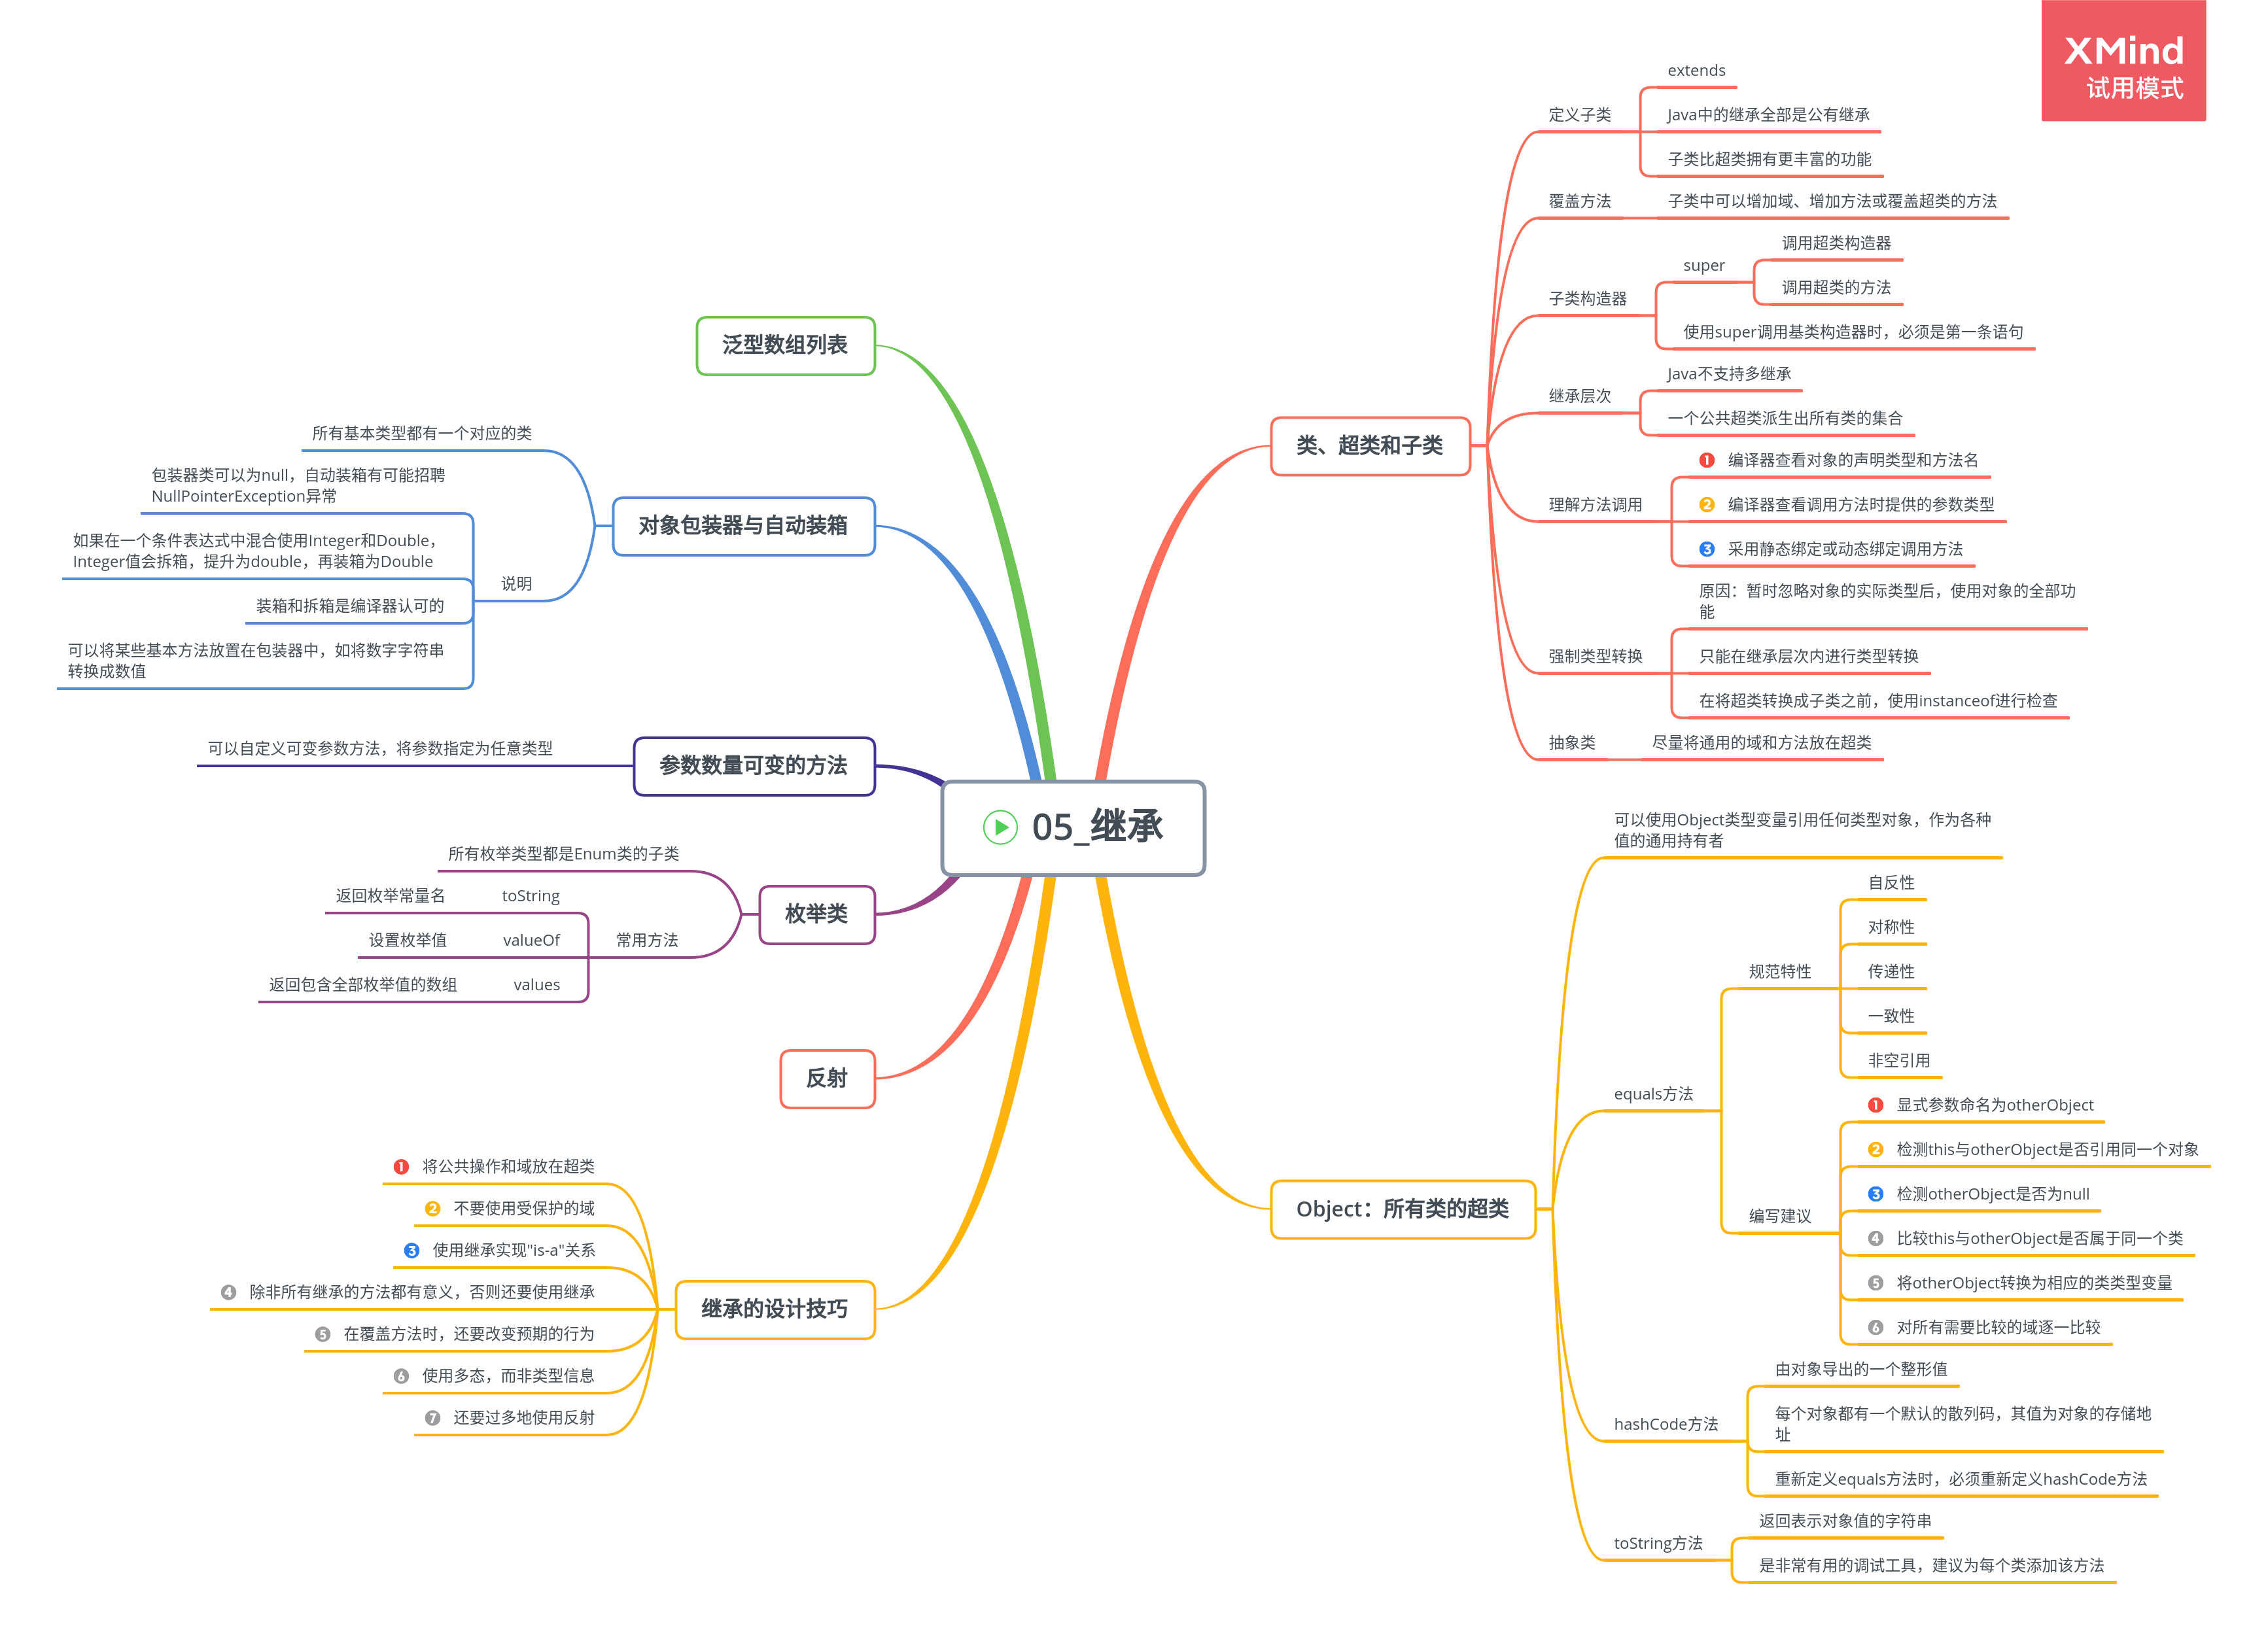 XMind
试用模式
05_继承
类、超类和子类
定义子类
extends
Java中的继承全部是公有继承
子类比超类拥有更丰富的功能
覆盖方法
子类中可以增加域、增加方法或覆盖超类的方法
子类构造器
super
调用超类构造器
调用超类的方法
使用super调用基类构造器时，必须是第一条语句
继承层次
Java不支持多继承
一个公共超类派生出所有类的集合
理解方法调用
1 编译器查看对象的声明类型和方法名
2 编译器查看调用方法时提供的参数类型
3 采用静态绑定或动态绑定调用方法
强制类型转换
原因：暂时忽略对象的实际类型后，使用对象的全部功
能
只能在继承层次内进行类型转换
在将超类转换成子类之前，使用instanceof进行检查
抽象类
尽量将通用的域和方法放在超类
Object：所有类的超类
可以使用Object类型变量引用任何类型对象，作为各种
值的通用持有者
equals方法
规范特性
自反性
对称性
传递性
一致性
非空引用
编写建议
1 显式参数命名为otherObject
2 检测this与otherObject是否引用同一个对象
3 检测otherObject是否为null
4 比较this与otherObject是否属于同一个类
5 将otherObject转换为相应的类类型变量
6 对所有需要比较的域逐一比较
hashCode方法
由对象导出的一个整形值
每个对象都有一个默认的散列码，其值为对象的存储地
址
重新定义equals方法时，必须重新定义hashCode方法
toString方法
返回表示对象值的字符串
是非常有用的调试工具，建议为每个类添加该方法
泛型数组列表
对象包装器与自动装箱
所有基本类型都有一个对应的类
说明
包装器类可以为null，自动装箱有可能招聘
NullPointerException异常
如果在一个条件表达式中混合使用Integer和Double，
Integer值会拆箱，提升为double，再装箱为Double
装箱和拆箱是编译器认可的
可以将某些基本方法放置在包装器中，如将数字字符串
转换成数值
参数数量可变的方法
可以自定义可变参数方法，将参数指定为任意类型
枚举类
所有枚举类型都是Enum类的子类
常用方法
toString
返回枚举常量名
valueOf
设置枚举值
values
返回包含全部枚举值的数组
反射
继承的设计技巧
1 将公共操作和域放在超类
2 不要使用受保护的域
3 使用继承实现"is-a"关系
4 除非所有继承的方法都有意义，否则还要使用继承
5 在覆盖方法时，还要改变预期的行为
6 使用多态，而非类型信息
7 还要过多地使用反射